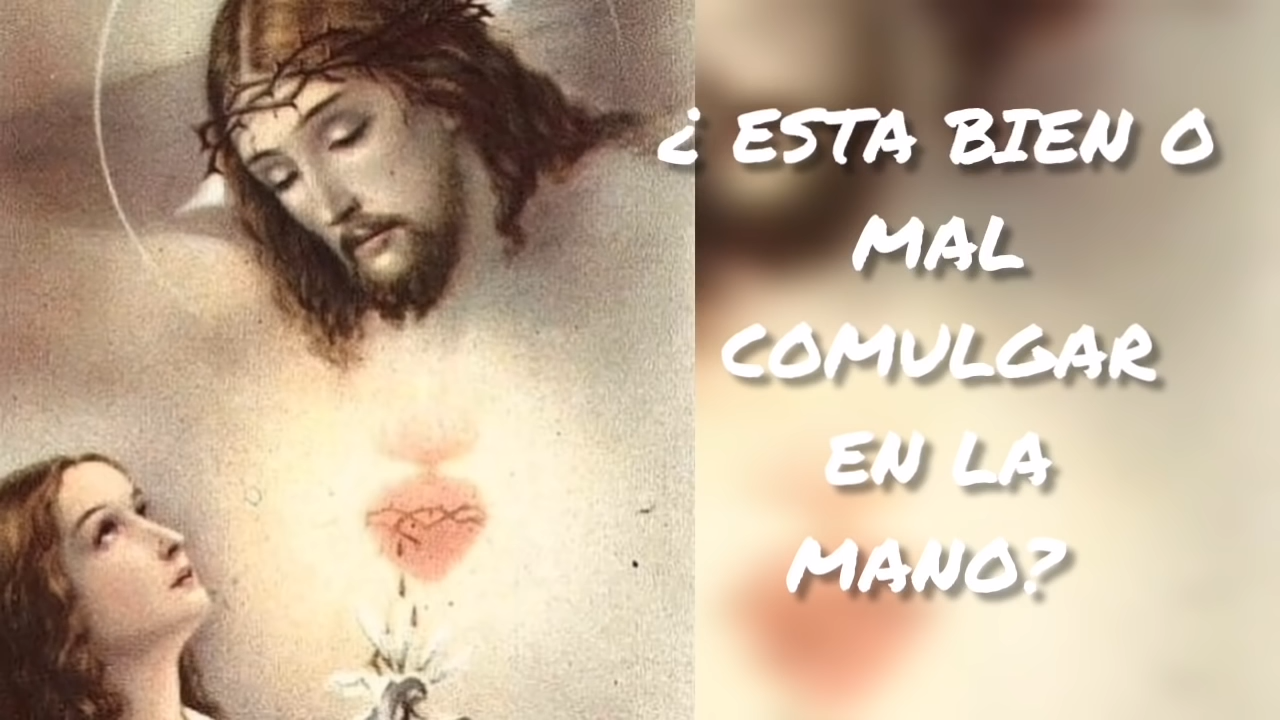 ¿ ESTA BIEN O
MAL
COMULGAR
EN LA
MANO?